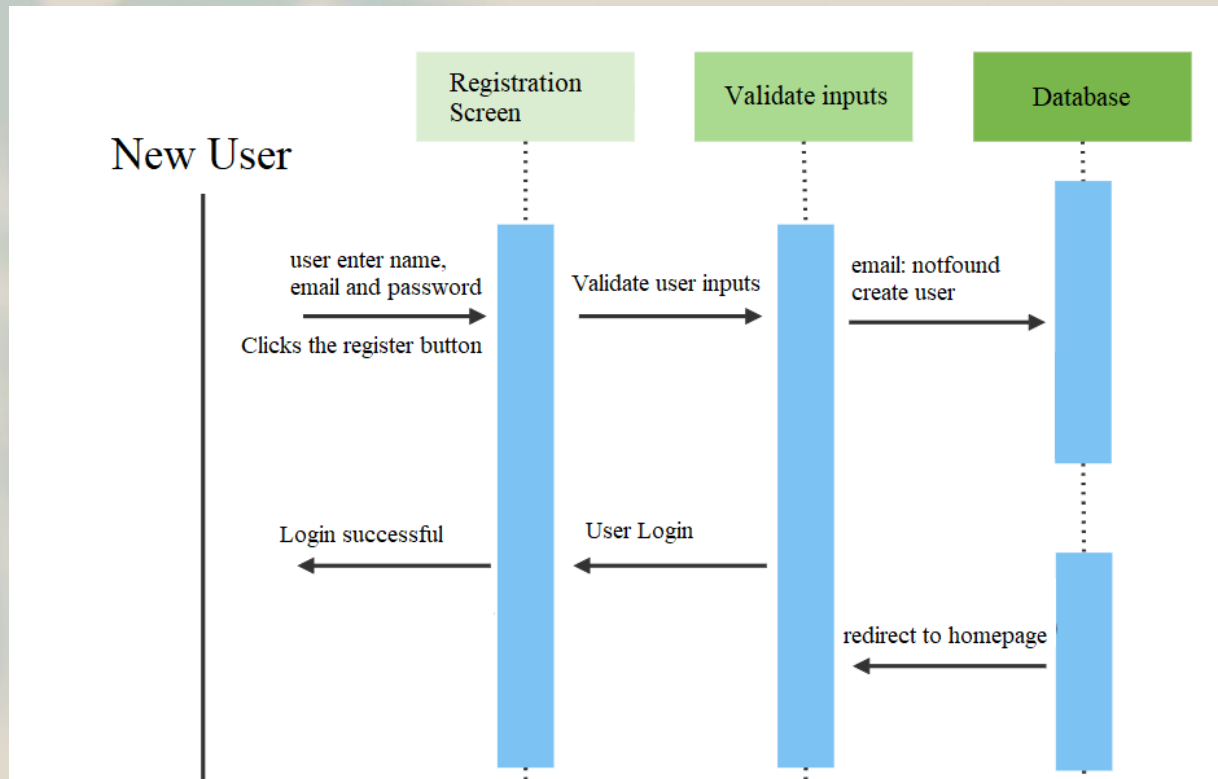 Registration
Screen
Validate inputs
Database
New User
user enter name,
email and password
Clicks the register button
Validate user inputs
email: notfound
create user
Login successful
User Login
redirect to homepage